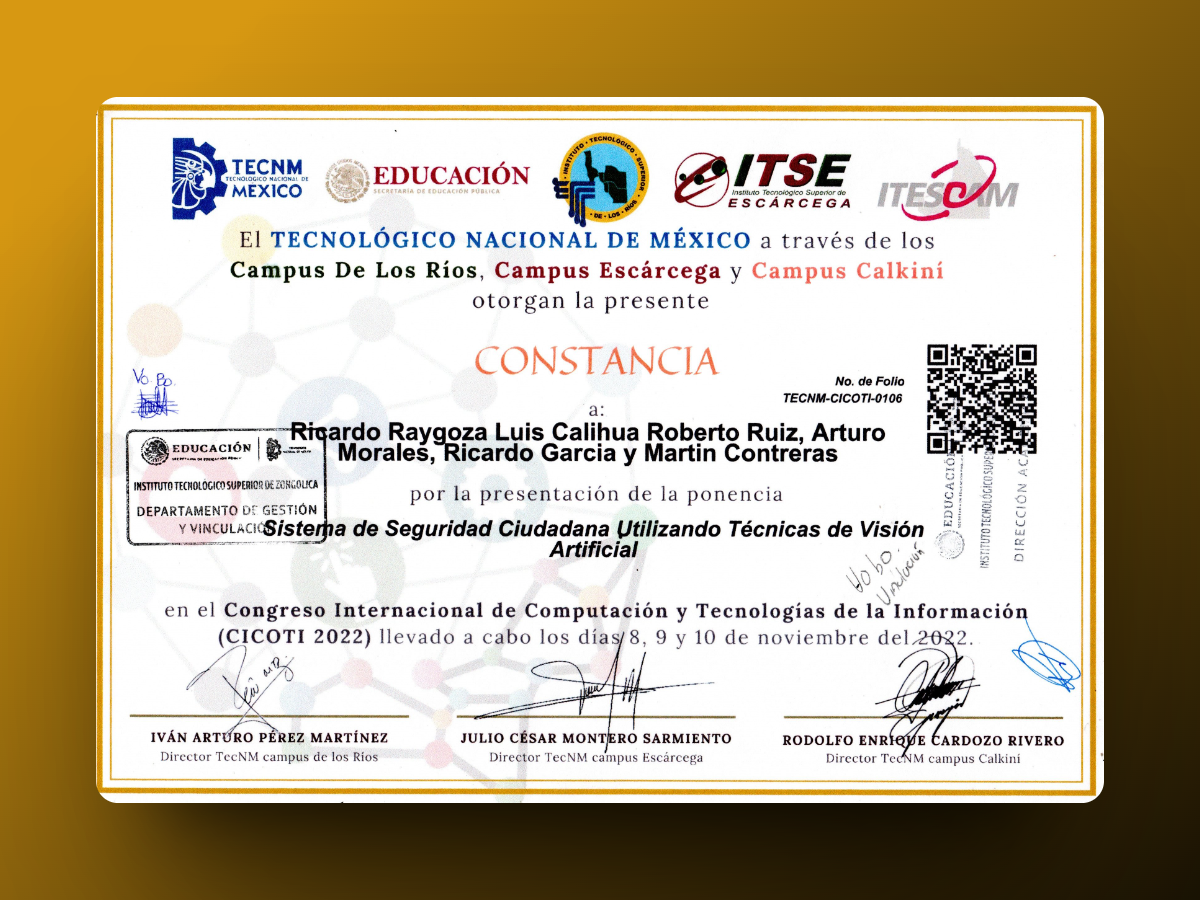 TECNM
TECNOLÓGICO NACIONAL DE
MÉXICO
EDUCACIÓN
SECRETARÍA DE EDUCACIÓN PÚBLICA
INSTITUTO • TECNOLÓGICO • SUPERIOR • DE • LOS • RÍOS
ITSE
Instituto Tecnológico Superior de
ESCÁRCEGA
ITESCAM
El TECNOLÓGICO NACIONAL DE MÉXICO a través de los
Campus De Los Ríos, Campus Escárcega y Campus Calkiní
otorgan la presente
CONSTANCIA
No. de Folio
TECNM-CICOTI-0106
Vo. Bo.
a:
Ricardo Raygoza Luis Calihua Roberto Ruiz, Arturo
Morales, Ricardo Garcia y Martin Contreras
EDUCACIÓN
INSTITUTO TECNOLÓGICO SUPERIOR DE ZONGOLICA
DEPARTAMENTO DE GESTIÓN
Y VINCULACIÓN
por la presentación de la ponencia
Sistema de Seguridad Ciudadana Utilizando Técnicas de Visión
Artificial
EDUCACIÓN
INSTITUTO TECNOLÓGICO SUPE
DIRECCIÓN ACA
Vo bo.
Vinculación
en el Congreso Internacional de Computación y Tecnologías de la Información
(CICOTI 2022) llevado a cabo los días 8, 9 y 10 de noviembre del 2022.
IVÁN ARTURO PÉREZ MARTÍNEZ
Director TecNM campus de los Ríos
JULIO CÉSAR MONTERO SARMIENTO
Director TecNM campus Escárcega
RODOLFO ENRIQUE CARDOZO RIVERO
Director TecNM campus Calkiní